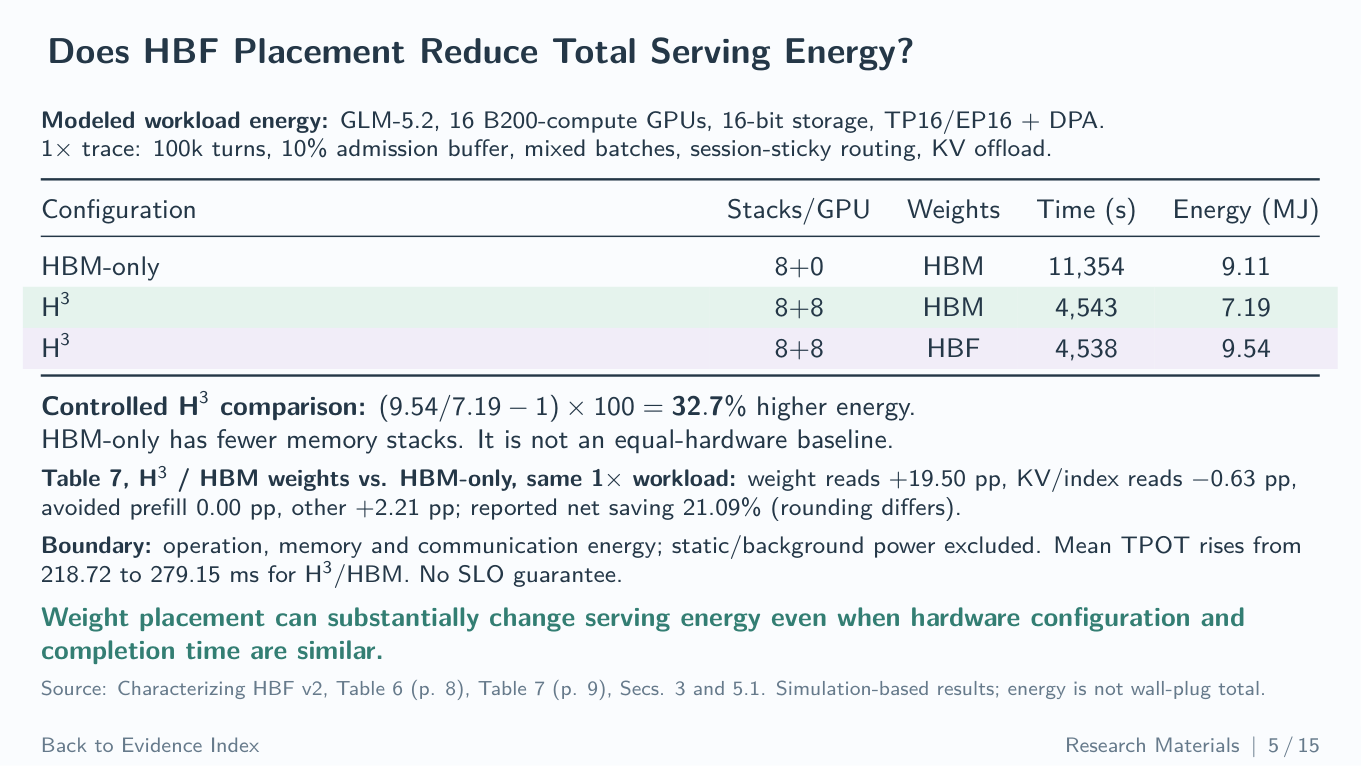 Does HBF Placement Reduce Total Serving Energy?
Modeled workload energy: GLM-5.2, 16 B200-compute GPUs, 16-bit storage, TP16/EP16 + DPA.
1× trace: 100k turns, 10% admission buffer, mixed batches, session-sticky routing, KV offload.
Configuration Stacks/GPU Weights Time (s) Energy (MJ)
HBM-only 8+0 HBM 11,354 9.11
H³ 8+8 HBM 4,543 7.19
H³ 8+8 HBF 4,538 9.54
Controlled H³ comparison: (9.54/7.19 − 1) × 100 = 32.7% higher energy.
HBM-only has fewer memory stacks. It is not an equal-hardware baseline.
Table 7, H³ / HBM weights vs. HBM-only, same 1× workload: weight reads +19.50 pp, KV/index reads −0.63 pp,
avoided prefill 0.00 pp, other +2.21 pp; reported net saving 21.09% (rounding differs).
Boundary: operation, memory and communication energy; static/background power excluded. Mean TPOT rises from
218.72 to 279.15 ms for H³/HBM. No SLO guarantee.
Weight placement can substantially change serving energy even when hardware configuration and
completion time are similar.
Source: Characterizing HBF v2, Table 6 (p. 8), Table 7 (p. 9), Secs. 3 and 5.1. Simulation-based results; energy is not wall-plug total.
Back to Evidence Index Research Materials | 5 / 15